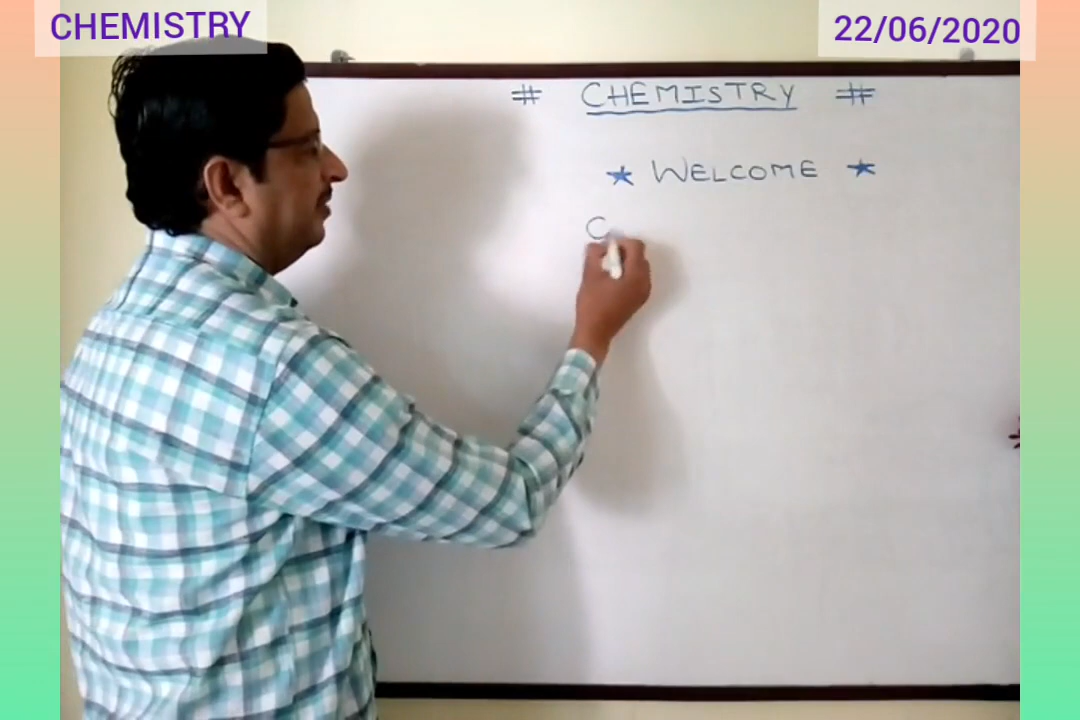 CHEMISTRY
22/06/2020
# CHEMISTRY #
★ WELCOME ★
C